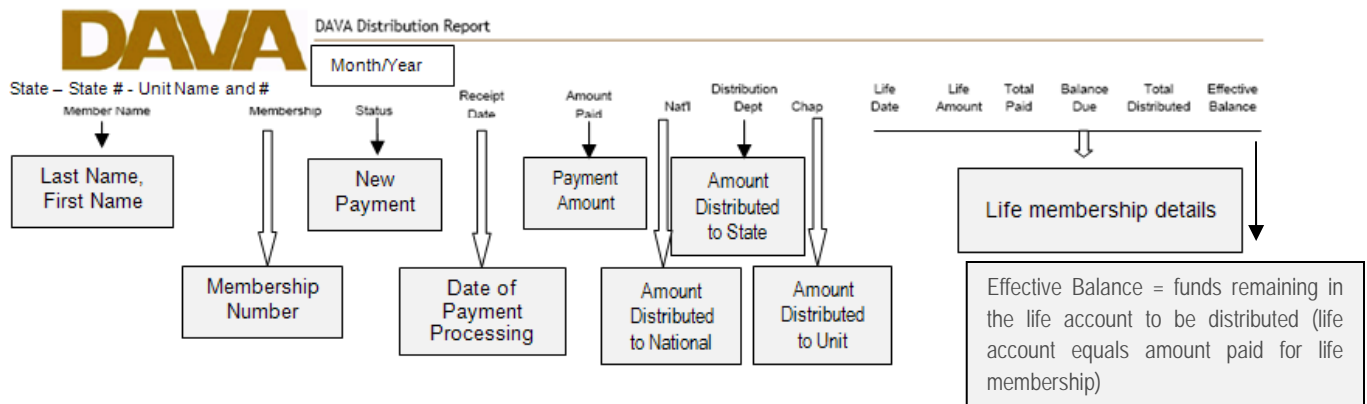 DAVA
DAVA Distribution Report
Month/Year
State – State # - Unit Name and #
Member Name
Membership
Status
Receipt
Date
Amount
Paid
Nat'l
Distribution
Dept
Chap
Life
Date
Life
Amount
Total
Paid
Balance
Due
Total
Distributed
Effective
Balance
Last Name,
First Name
New
Payment
Payment
Amount
Amount
Distributed
to State
Life membership details
Membership
Number
Date of
Payment
Processing
Amount
Distributed
to National
Amount
Distributed
to Unit
Effective Balance = funds remaining in
the life account to be distributed (life
account equals amount paid for life
membership)